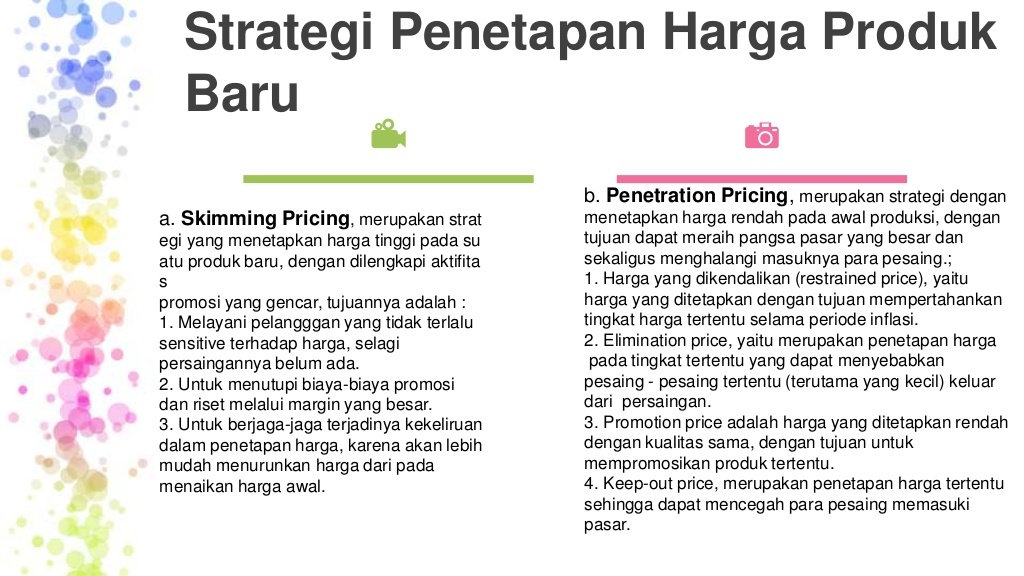 Strategi Penetapan Harga Produk
Baru
a. Skimming Pricing, merupakan strat
egi yang menetapkan harga tinggi pada su
atu produk baru, dengan dilengkapi aktifita
s
promosi yang gencar, tujuannya adalah :
1. Melayani pelangggan yang tidak terlalu
sensitive terhadap harga, selagi
persaingannya belum ada.
2. Untuk menutupi biaya-biaya promosi
dan riset melalui margin yang besar.
3. Untuk berjaga-jaga terjadinya kekeliruan
dalam penetapan harga, karena akan lebih
mudah menurunkan harga dari pada
menaikan harga awal.
b. Penetration Pricing, merupakan strategi dengan
menetapkan harga rendah pada awal produksi, dengan
tujuan dapat meraih pangsa pasar yang besar dan
sekaligus menghalangi masuknya para pesaing.;
1. Harga yang dikendalikan (restrained price), yaitu
harga yang ditetapkan dengan tujuan mempertahankan
tingkat harga tertentu selama periode inflasi.
2. Elimination price, yaitu merupakan penetapan harga
pada tingkat tertentu yang dapat menyebabkan
pesaing - pesaing tertentu (terutama yang kecil) keluar
dari  persaingan.
3. Promotion price adalah harga yang ditetapkan rendah
dengan kualitas sama, dengan tujuan untuk
mempromosikan produk tertentu.
4. Keep-out price, merupakan penetapan harga tertentu
sehingga dapat mencegah para pesaing memasuki
pasar.